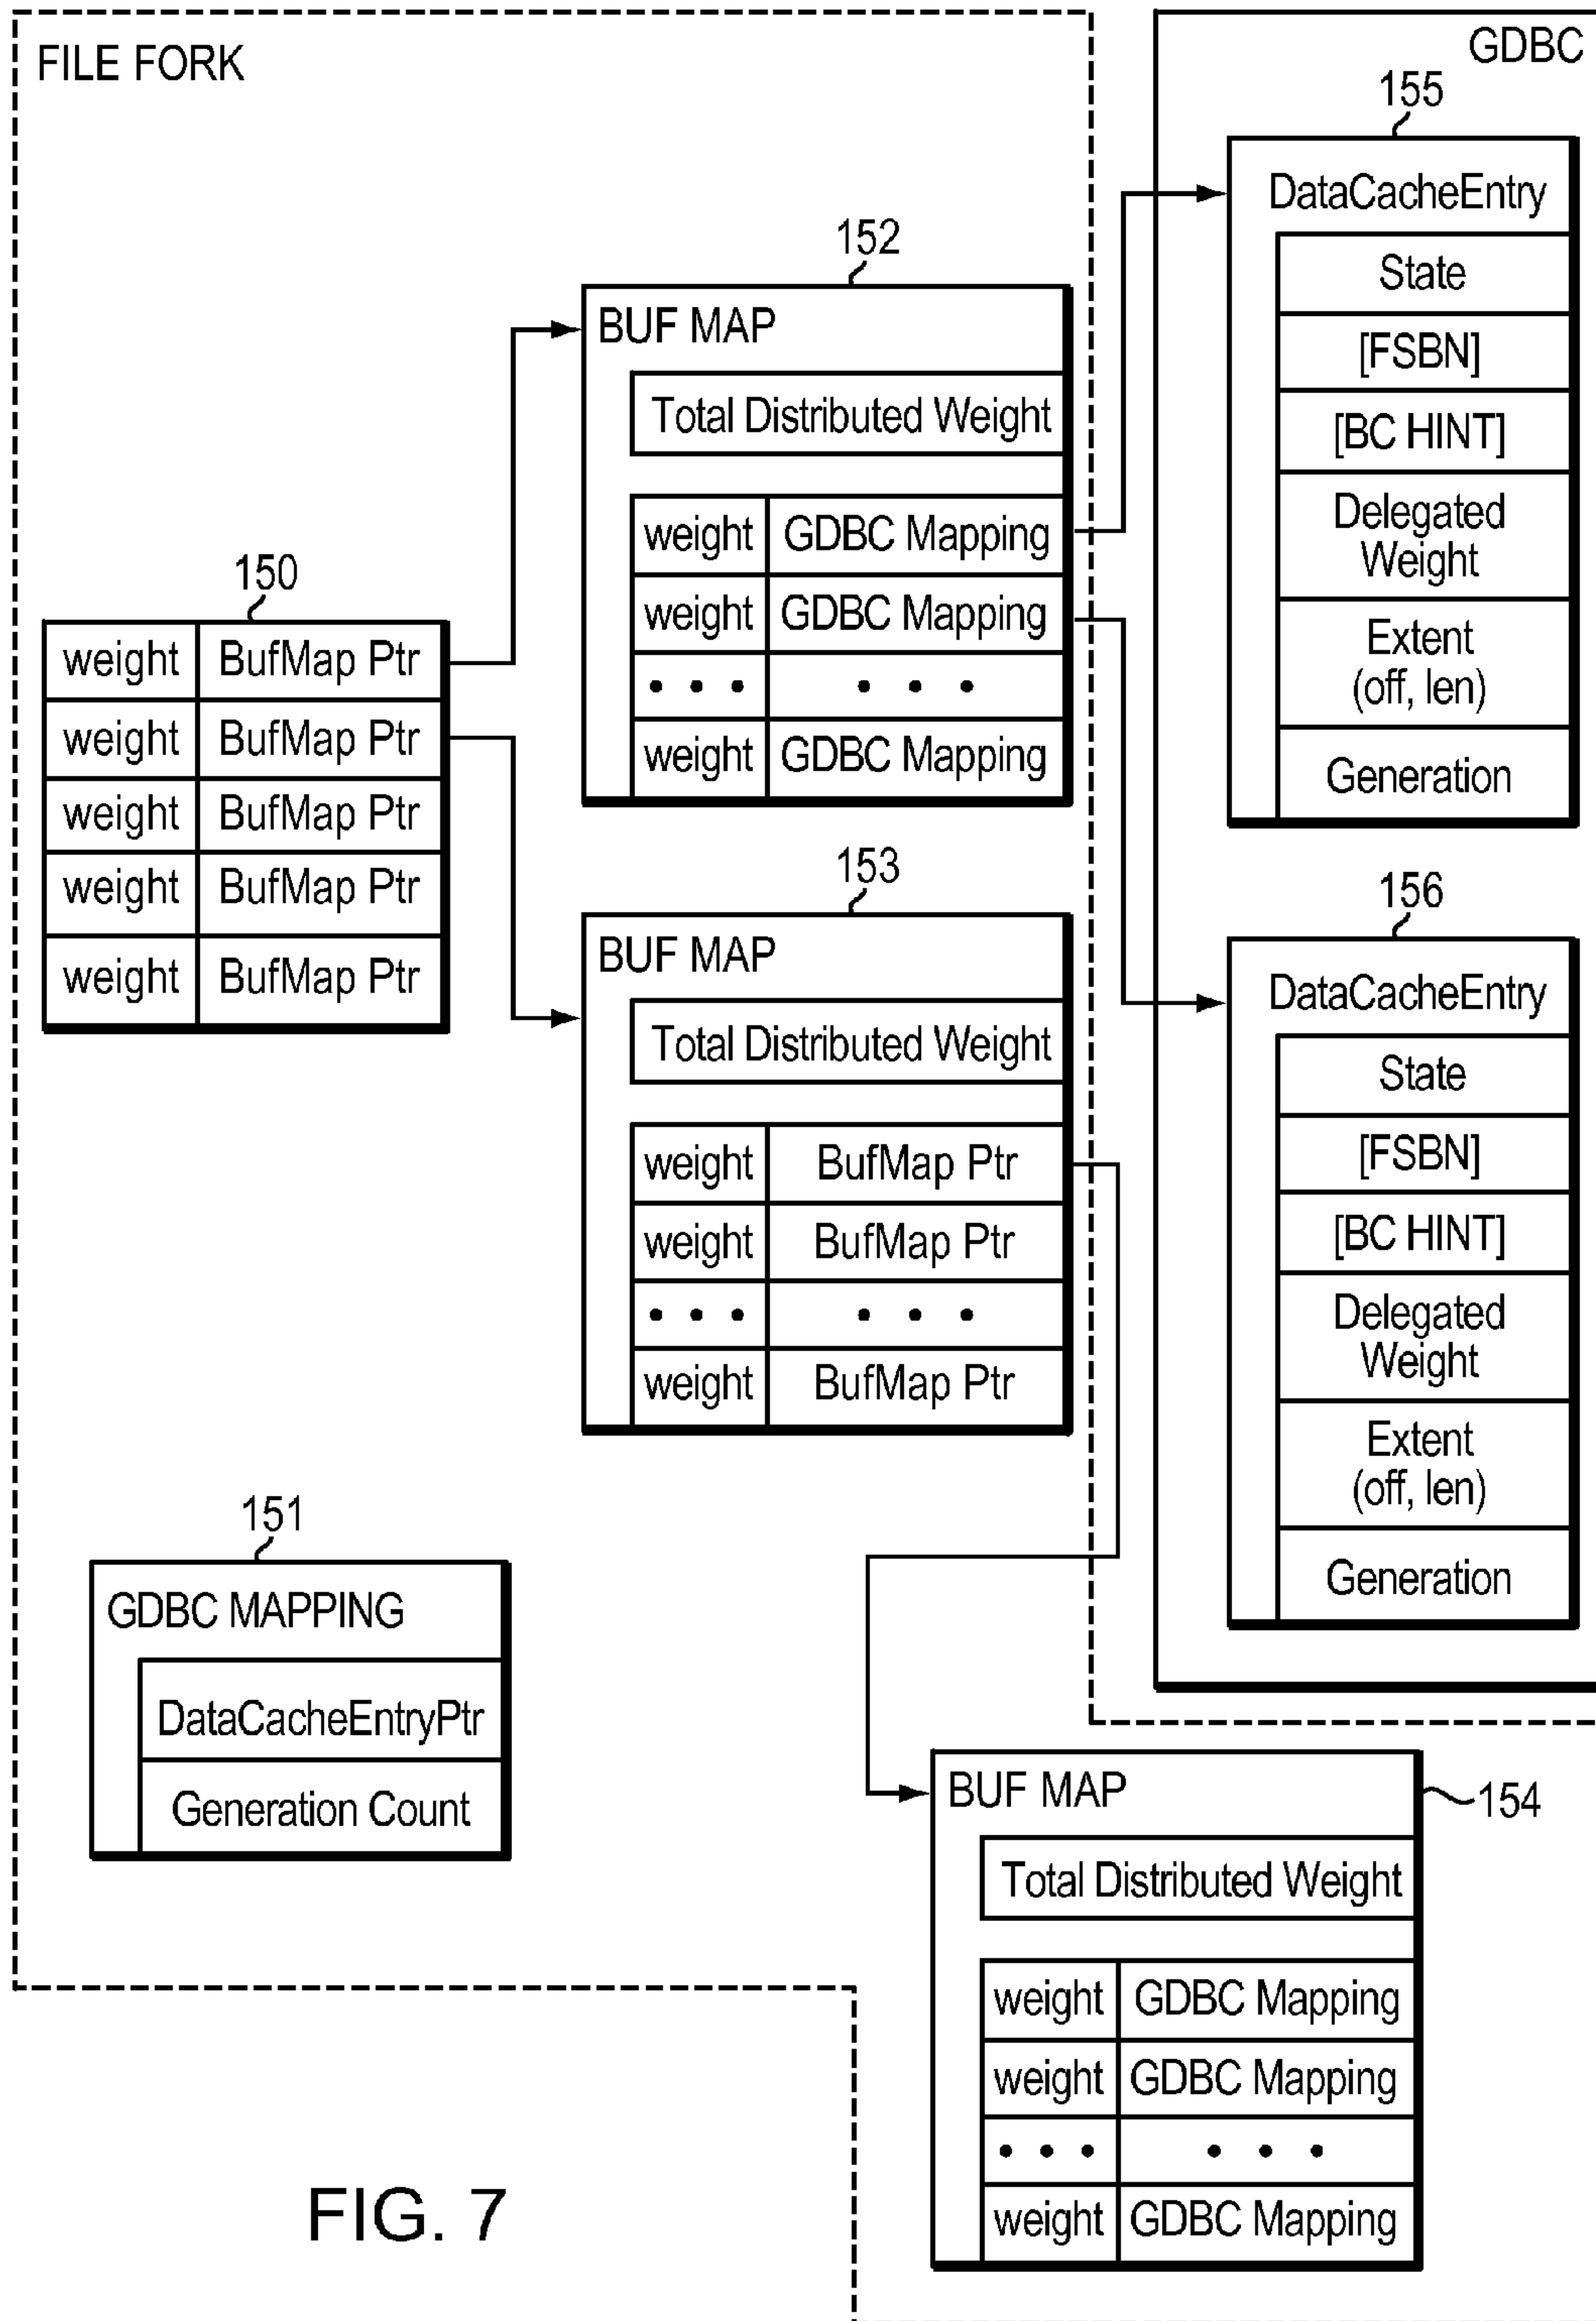 FILE FORK
GDBC
155
DataCacheEntry
State
[FSBN]
[BC HINT]
Delegated
Weight
Extent
(off, len)
Generation
152
BUF MAP
Total Distributed Weight
weight GDBC Mapping
weight GDBC Mapping
• • • • • •
weight GDBC Mapping
150
weight BufMap Ptr
weight BufMap Ptr
weight BufMap Ptr
weight BufMap Ptr
weight BufMap Ptr
153
BUF MAP
Total Distributed Weight
weight BufMap Ptr
weight BufMap Ptr
• • • • • •
weight BufMap Ptr
156
DataCacheEntry
State
[FSBN]
[BC HINT]
Delegated
Weight
Extent
(off, len)
Generation
151
GDBC MAPPING
DataCacheEntryPtr
Generation Count
154
BUF MAP
Total Distributed Weight
weight GDBC Mapping
weight GDBC Mapping
• • • • • •
weight GDBC Mapping
FIG. 7